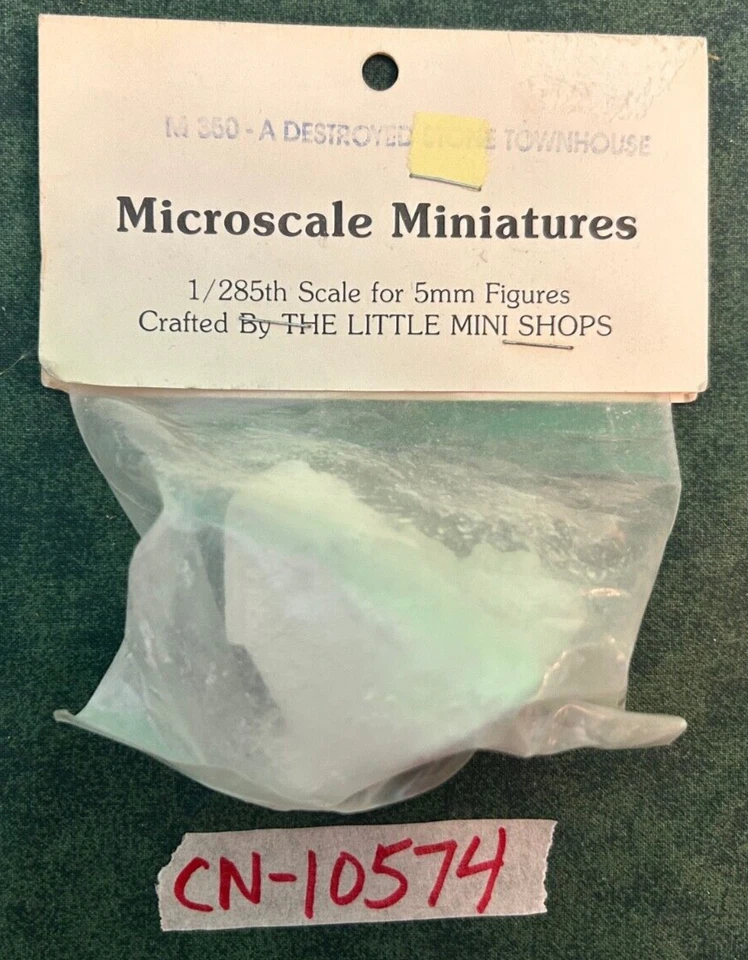 M 350 - A DESTROYED STONE TOWNHOUSE
Microscale Miniatures
1/285th Scale for 5mm Figures
Crafted By THE LITTLE MINI SHOPS
CN-10574